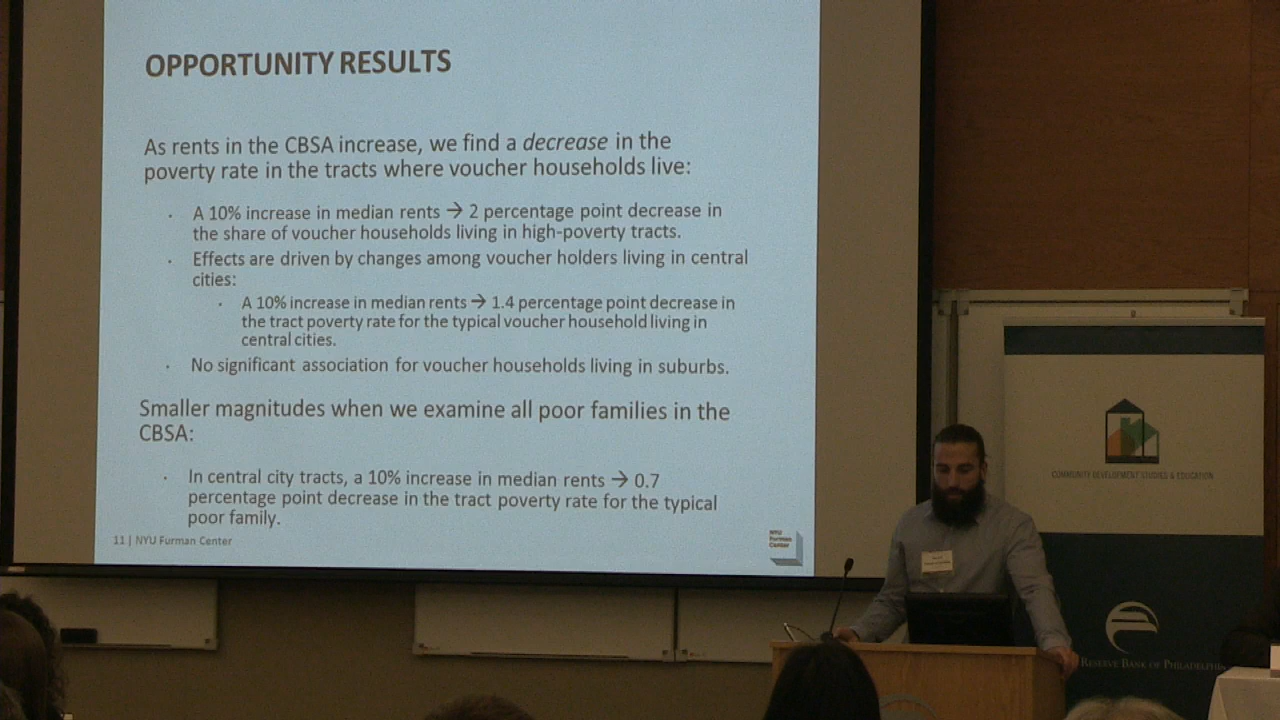 OPPORTUNITY RESULTS
As rents in the CBSA increase, we find a decrease in the
poverty rate in the tracts where voucher households live:
· A 10% increase in median rents → 2 percentage point decrease in
the share of voucher households living in high-poverty tracts.
· Effects are driven by changes among voucher holders living in central
cities:
· A 10% increase in median rents → 1.4 percentage point decrease in
the tract poverty rate for the typical voucher household living in
central cities.
· No significant association for voucher households living in suburbs.
Smaller magnitudes when we examine all poor families in the
CBSA:
· In central city tracts, a 10% increase in median rents → 0.7
percentage point decrease in the tract poverty rate for the typical
poor family.
11 | NYU Furman Center
NYU
Furman
Center
COMMUNITY DEVELOPMENT STUDIES & EDUCATION
RESERVE BANK OF PHILADELPHIA